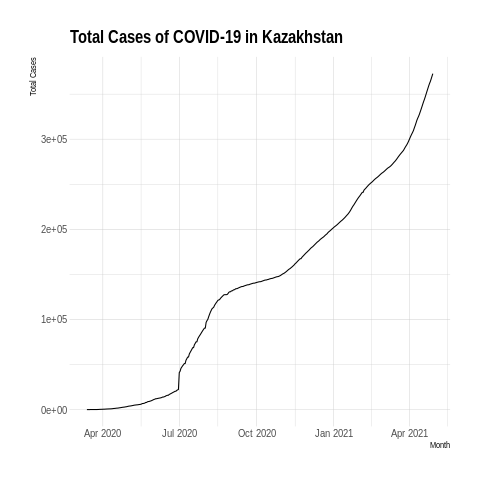 Total Cases of COVID-19 in Kazakhstan
Total Cases
3e+05
2e+05
1e+05
0e+00
Apr 2020 Jul 2020 Oct 2020 Jan 2021 Apr 2021
Month